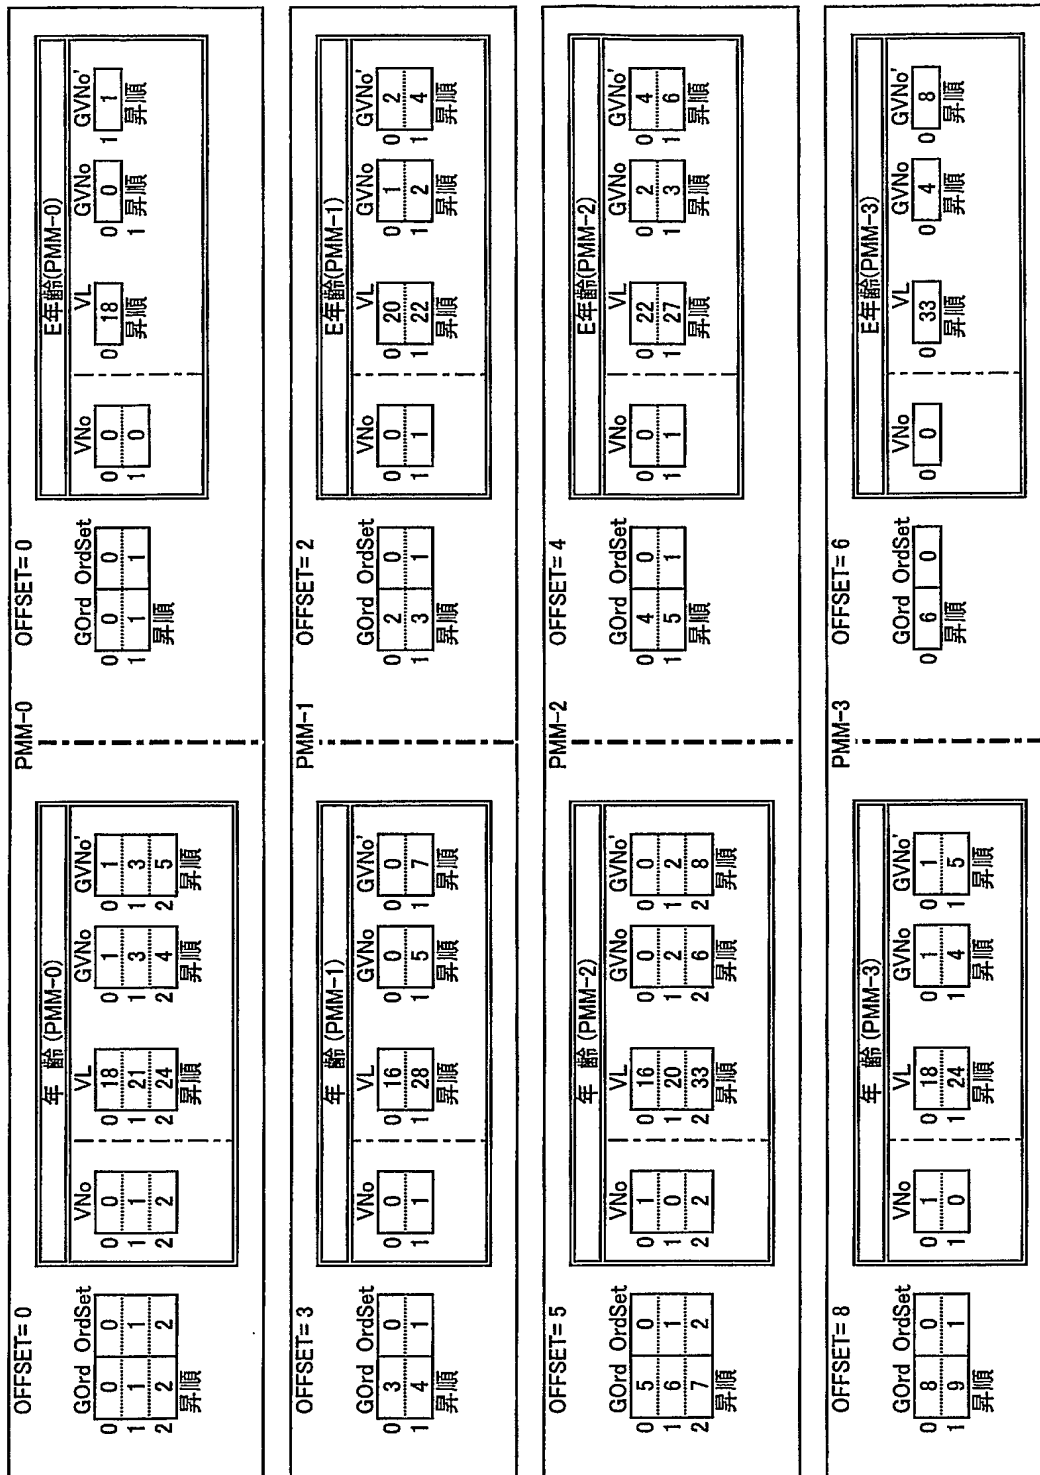 OFFSET= 0 PMM-0 OFFSET= 0
年 齢(PMM-0) E年齢(PMM-0)
GOrd OrdSet VNo VL GVNo GVNo' GOrd OrdSet VNo VL GVNo GVNo'
0 0 0 0 0 0 18 0 1 0 1 0 0 0 0 0 0 18 0 0 1 1
1 1 1 1 1 1 21 1 3 1 3 1 1 1 1 0 昇順 1 昇順 昇順
2 2 2 2 2 2 24 2 4 2 5 昇順
昇順 昇順 昇順 昇順
OFFSET= 3 PMM-1 OFFSET= 2
年 齢(PMM-1) E年齢(PMM-1)
GOrd OrdSet VNo VL GVNo GVNo' GOrd OrdSet VNo VL GVNo GVNo'
0 3 0 0 0 0 16 0 0 0 0 0 2 0 0 0 0 20 0 1 0 2
1 4 1 1 1 1 28 1 5 1 7 1 3 1 1 1 1 22 1 2 1 4
昇順 昇順 昇順 昇順 昇順 昇順 昇順 昇順
OFFSET= 5 PMM-2 OFFSET= 4
年 齢(PMM-2) E年齢(PMM-2)
GOrd OrdSet VNo VL GVNo GVNo' GOrd OrdSet VNo VL GVNo GVNo'
0 5 0 0 1 0 16 0 0 0 0 0 4 0 0 0 0 22 0 2 0 4
1 6 1 1 0 1 20 1 2 1 2 1 5 1 1 1 1 27 1 3 1 6
2 7 2 2 2 2 33 2 6 2 8 昇順 昇順 昇順 昇順
昇順 昇順 昇順 昇順
OFFSET= 8 PMM-3 OFFSET= 6
年 齢(PMM-3) E年齢(PMM-3)
GOrd OrdSet VNo VL GVNo GVNo' GOrd OrdSet VNo VL GVNo GVNo'
0 8 0 0 1 0 18 0 1 0 1 0 6 0 0 0 0 33 0 4 0 8
1 9 1 1 0 1 24 1 4 1 5 昇順 昇順 昇順 昇順
昇順 昇順 昇順 昇順